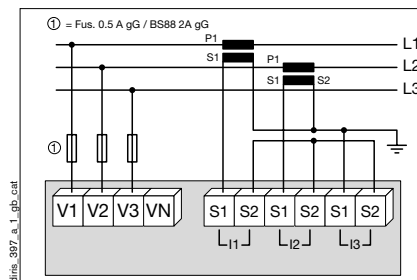 ① = Fus. 0.5 A gG / BS88 2A gG
P1
L1
S1
P1
L2
S1 S2
L3
①
V1 V2 V3 VN
S1 S2 S1 S2 S1 S2
I1 I2 I3
diris_397_a_1_gb_cat